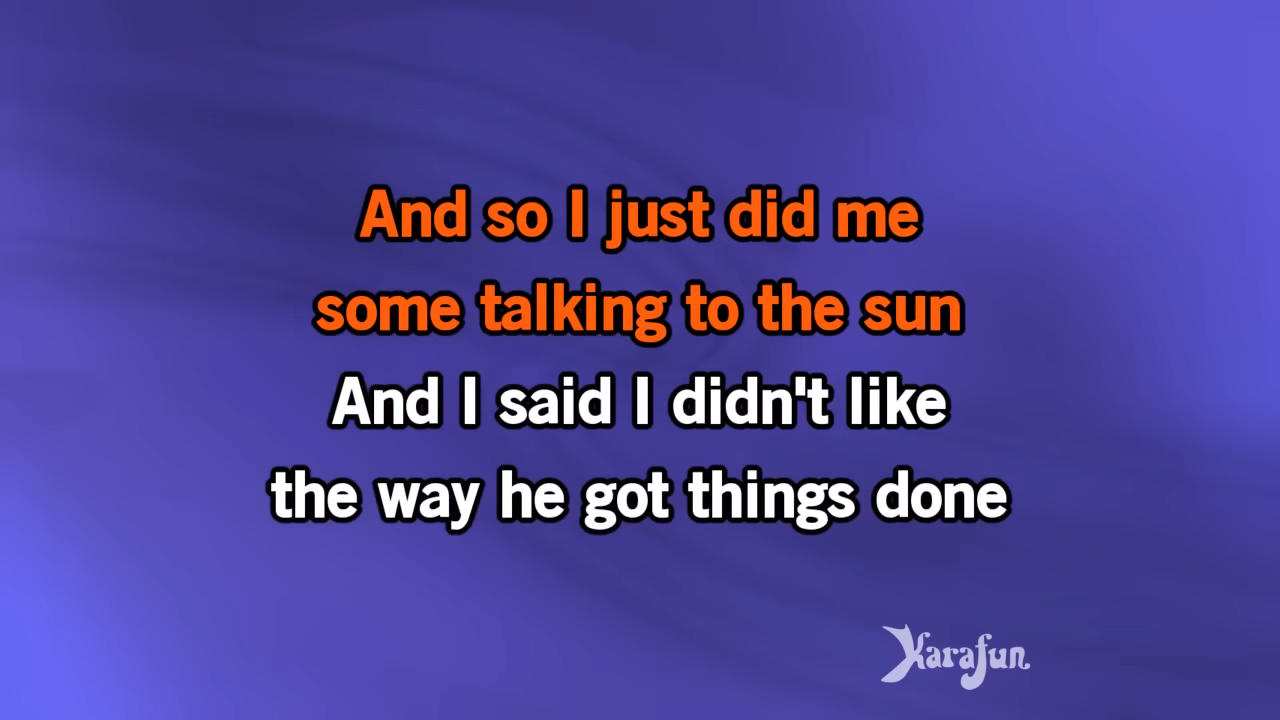 And so I just did me
some talking to the sun
And I said I didn't like
the way he got things done
Karafun